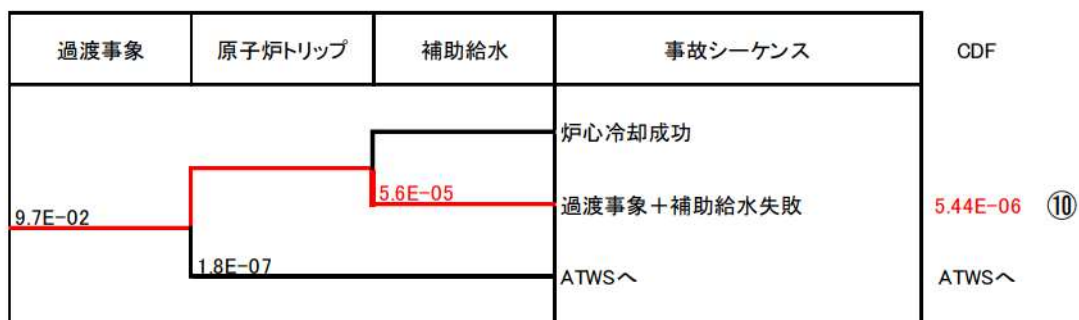 過渡事象 原子炉トリップ 補助給水 事故シーケンス CDF
炉心冷却成功
5.6E-05
過渡事象+補助給水失敗 5.44E-06 ⑩
9.7E-02
1.8E-07
ATWSへ ATWSへ